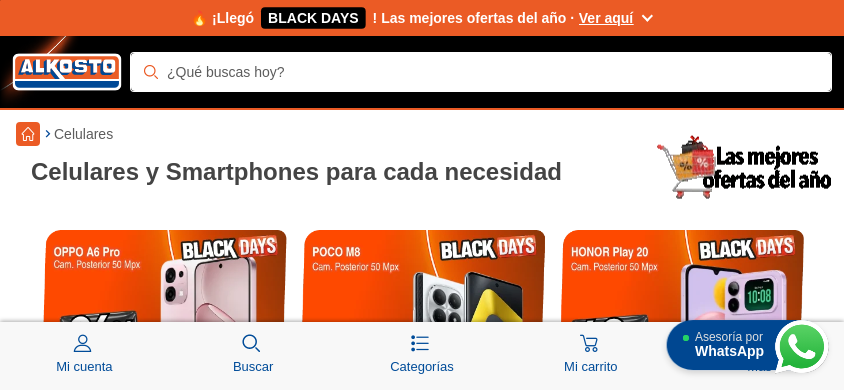 🔥 ¡Llegó BLACK DAYS ! Las mejores ofertas del año · Ver aquí
ALKOSTO
¿Qué buscas hoy?
Celulares
Celulares y Smartphones para cada necesidad
Las mejores
ofertas del año
OPPO A6 Pro
Cam. Posterior 50 Mpx
BLACK DAYS
POCO M8
Cam. Posterior 50 Mpx
BLACK DAYS
HONOR Play 20
Cam. Posterior 50 Mpx
BLACK DAYS
10:08
Mi cuenta
Buscar
Categorías
Mi carrito
Asesoría por
WhatsApp